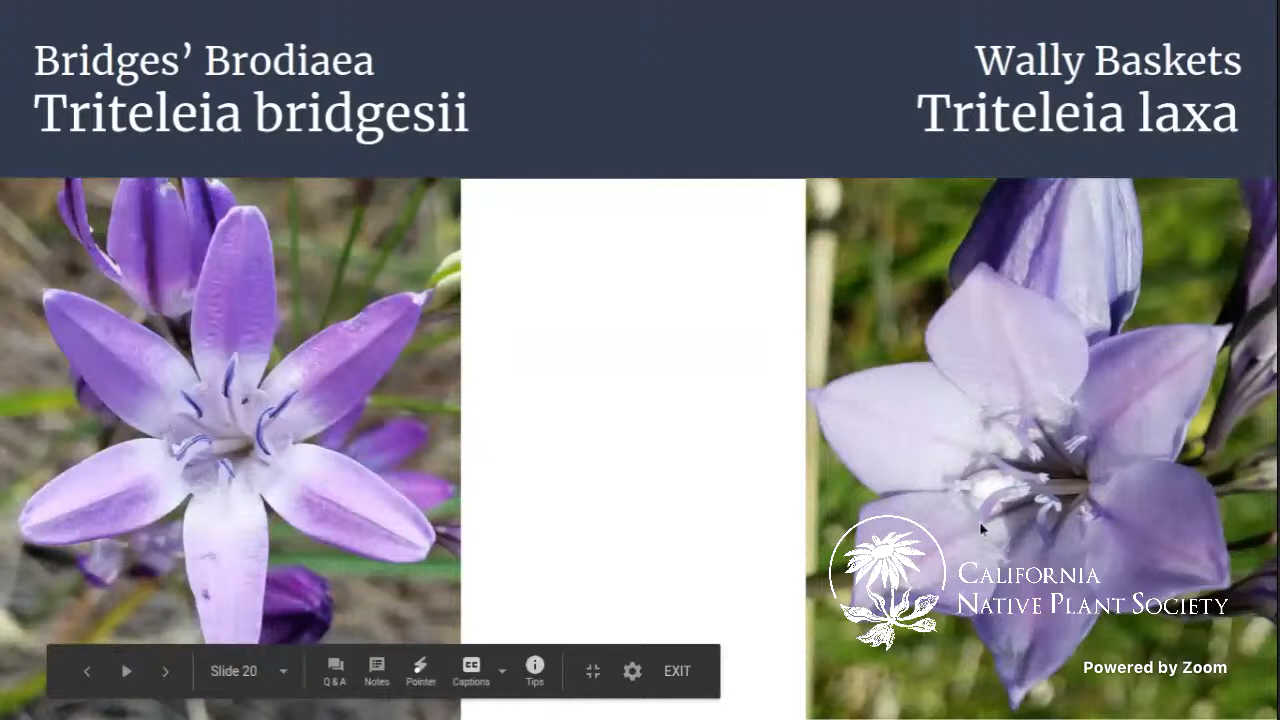 Bridges’ Brodiaea
Triteleia bridgesii
Wally Baskets
Triteleia laxa
California
Native Plant Society
Powered by Zoom
Slide 20
Q & A
Notes
Pointer
Captions
Tips
EXIT
CC